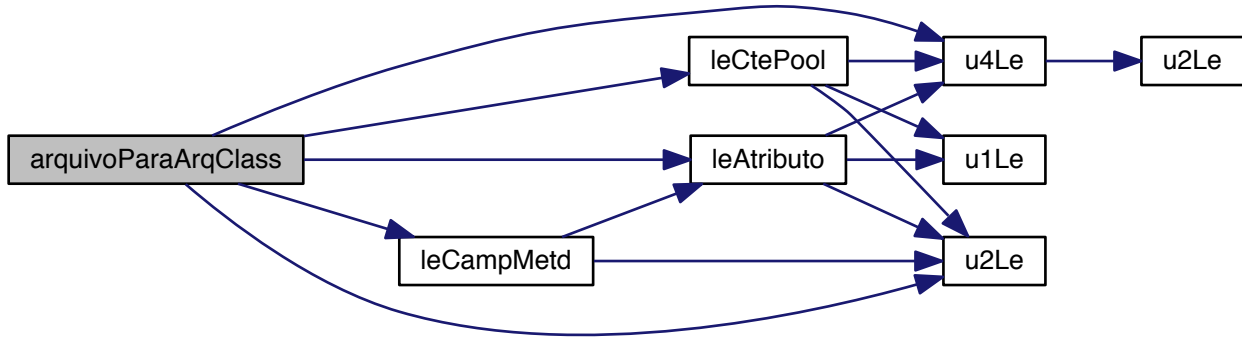 leCtePool
u4Le
u2Le
arquivoParaArqClass
leAtributo
u1Le
leCampMetd
u2Le